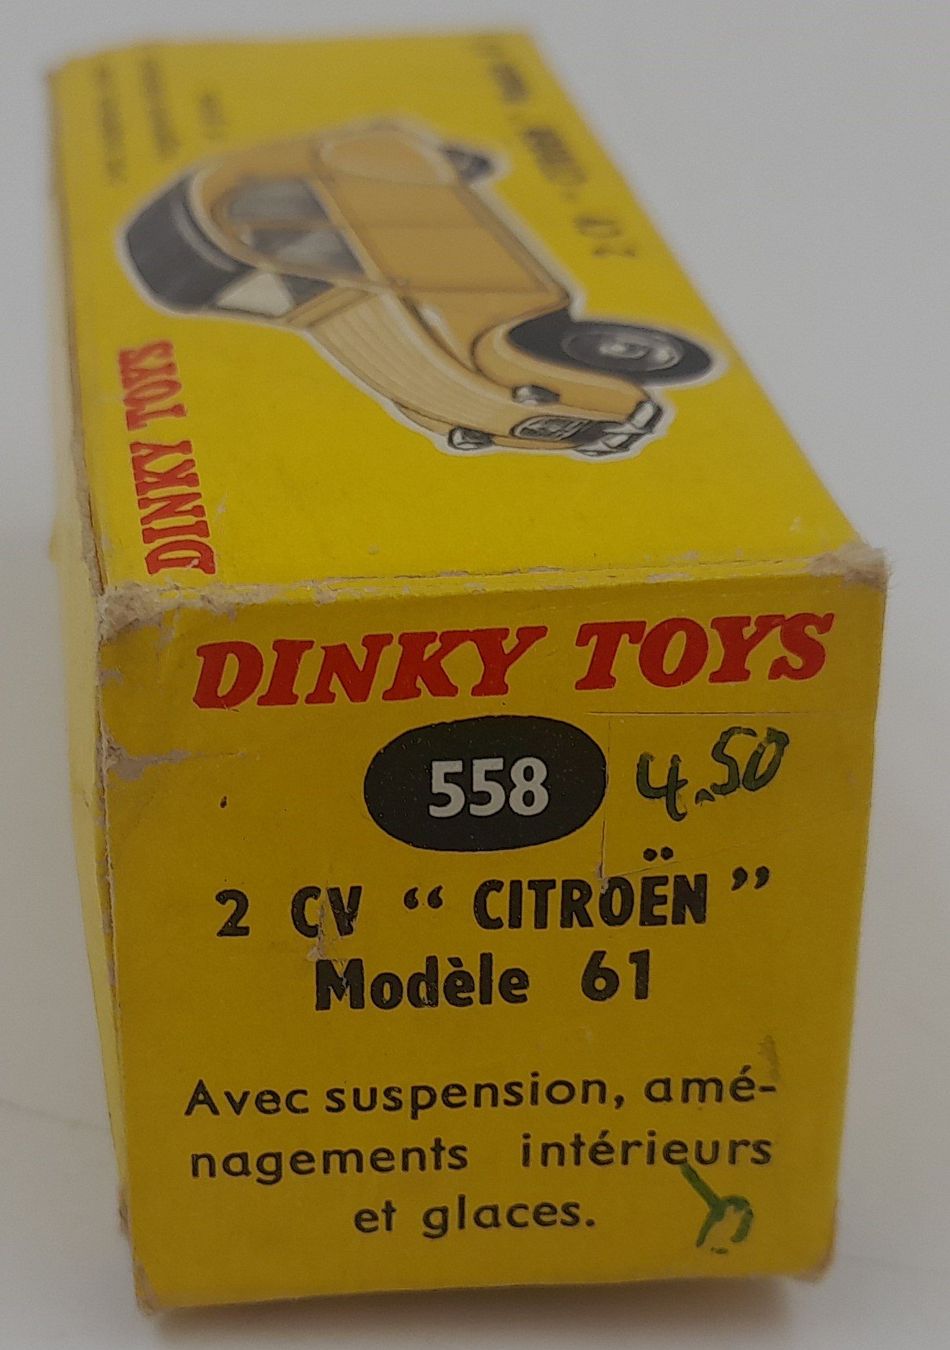 DINKY TOYS
DINKY TOYS
558
4.50
2 CV “ CITROËN ”
Modèle 61
Avec suspension, amé-
nagements intérieurs
et glaces.